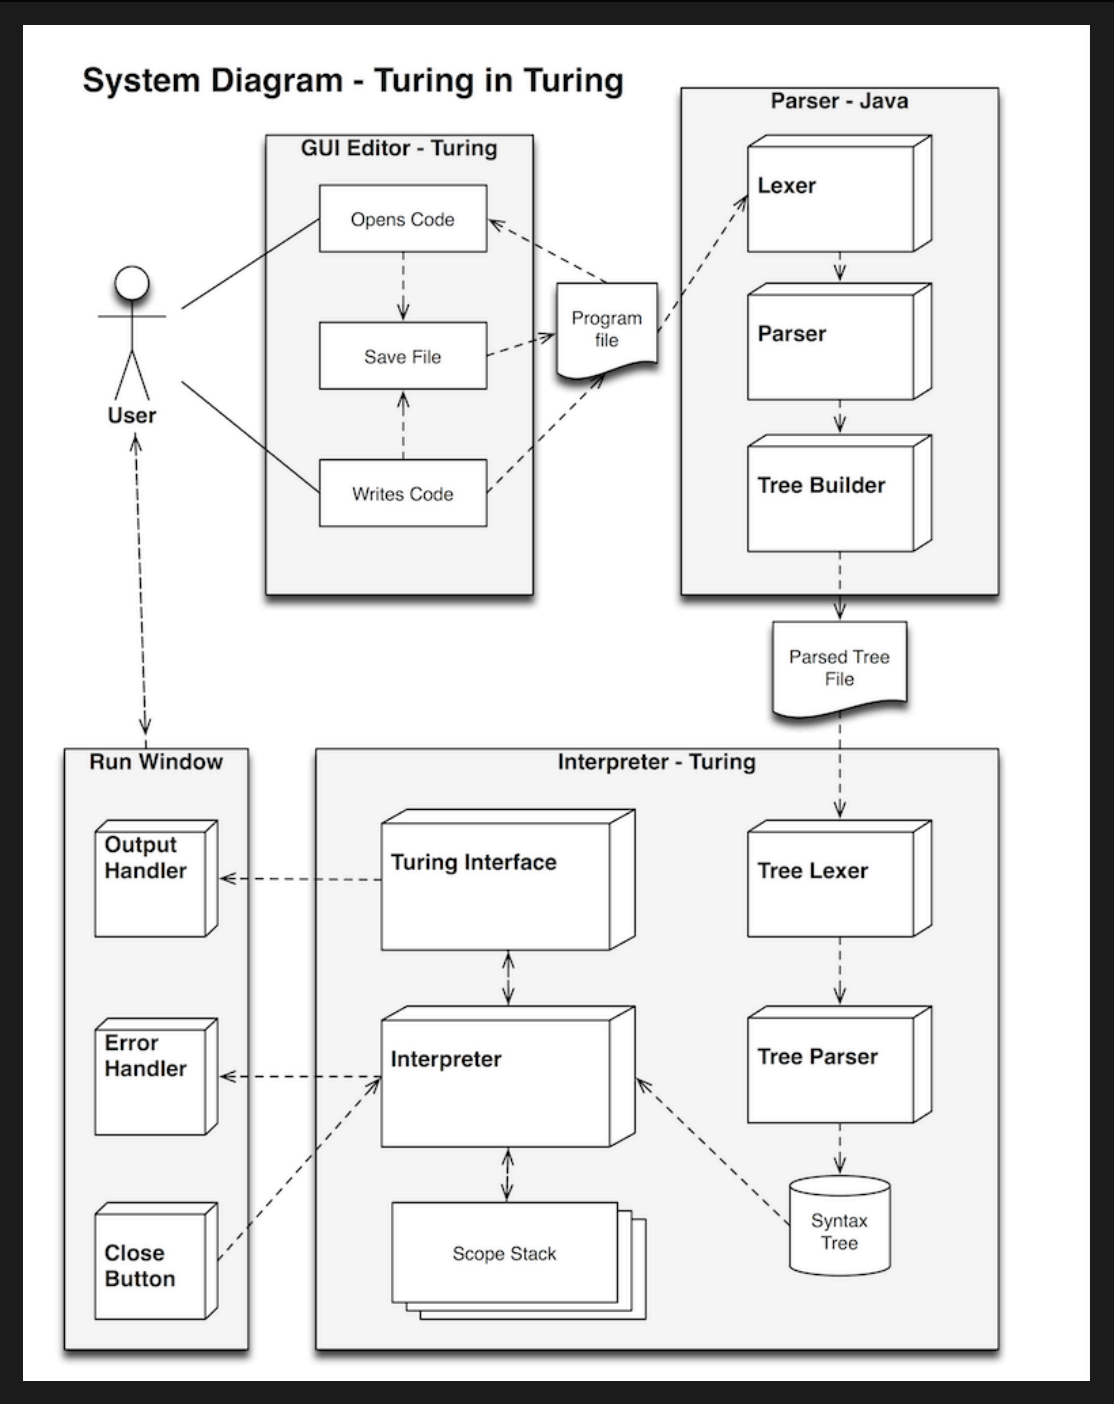 System Diagram - Turing in Turing
Parser - Java
GUI Editor - Turing
Lexer
Opens Code
Program
file
Parser
Save File
User
Tree Builder
Writes Code
Parsed Tree
File
Run Window
Interpreter - Turing
Output
Handler
Turing Interface
Tree Lexer
Error
Handler
Interpreter
Tree Parser
Close
Button
Scope Stack
Syntax
Tree